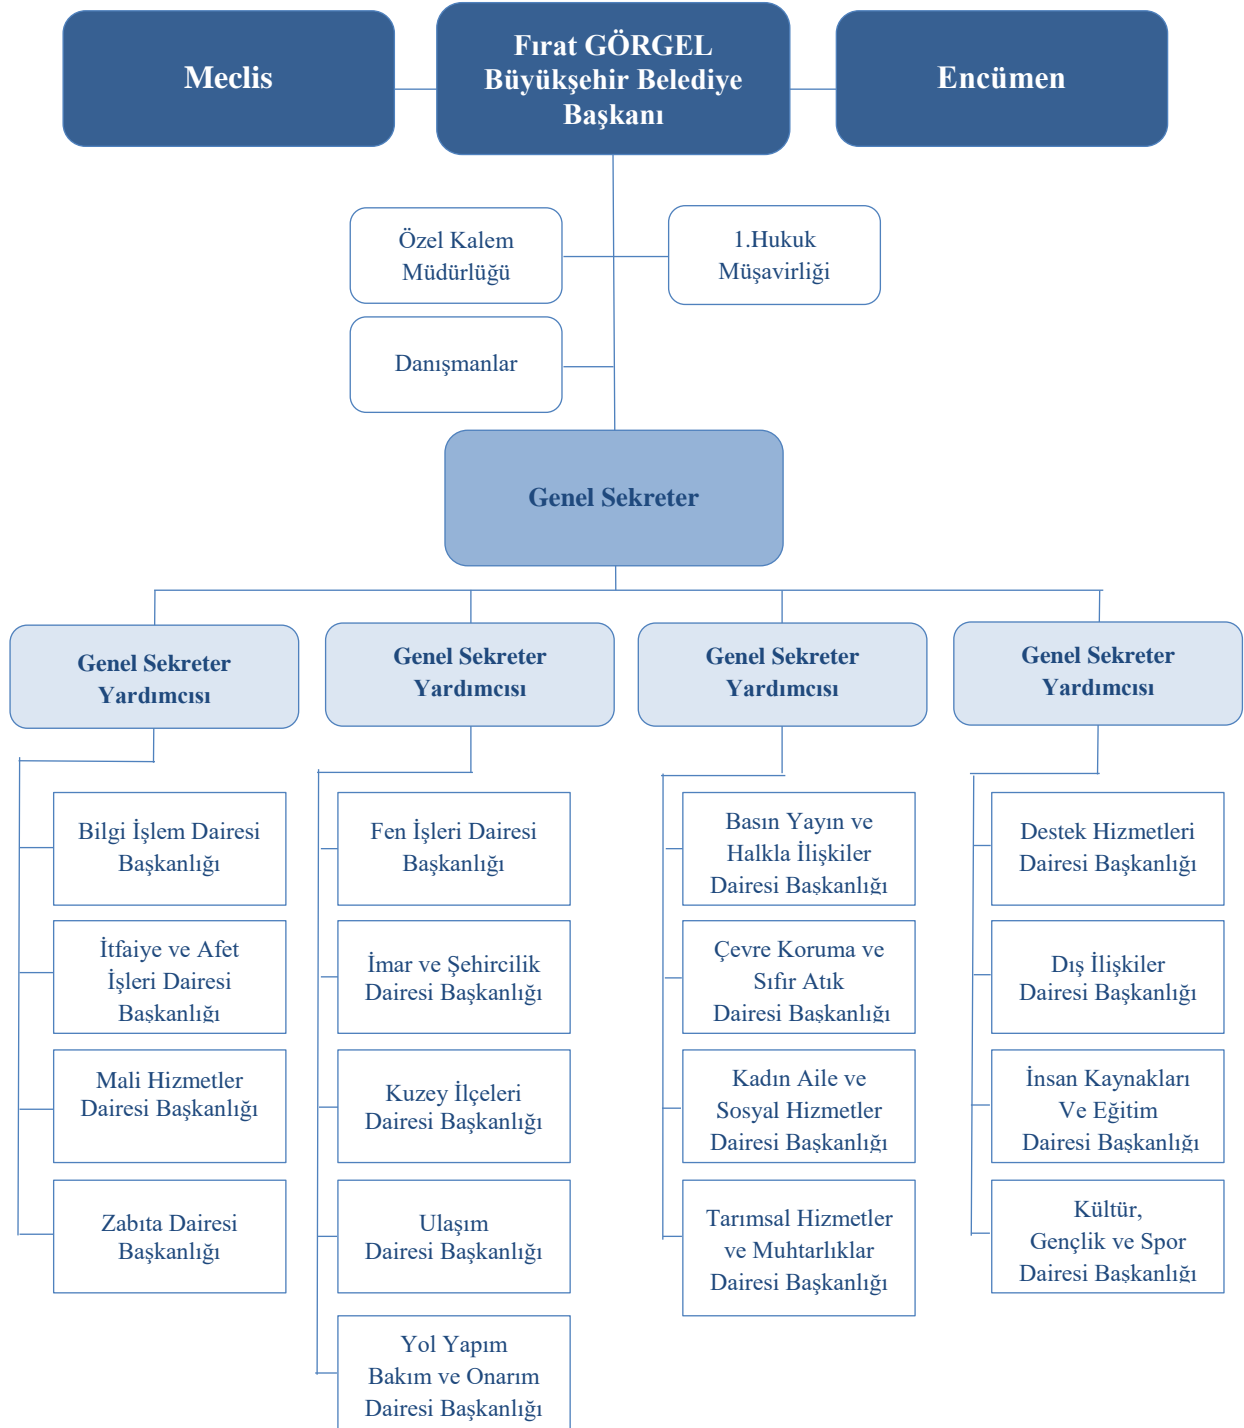 Meclis
Fırat GÖRGEL
Büyükşehir Belediye
Başkanı
Encümen
Özel Kalem
Müdürlüğü
1.Hukuk
Müşavirliği
Danışmanlar
Genel Sekreter
Genel Sekreter
Yardımcısı
Genel Sekreter
Yardımcısı
Genel Sekreter
Yardımcısı
Genel Sekreter
Yardımcısı
Bilgi İşlem Dairesi
Başkanlığı
İtfaiye ve Afet
İşleri Dairesi
Başkanlığı
Mali Hizmetler
Dairesi Başkanlığı
Zabıta Dairesi
Başkanlığı
Fen İşleri Dairesi
Başkanlığı
İmar ve Şehircilik
Dairesi Başkanlığı
Kuzey İlçeleri
Dairesi Başkanlığı
Ulaşım
Dairesi Başkanlığı
Yol Yapım
Bakım ve Onarım
Dairesi Başkanlığı
Basın Yayın ve
Halkla İlişkiler
Dairesi Başkanlığı
Çevre Koruma ve
Sıfır Atık
Dairesi Başkanlığı
Kadın Aile ve
Sosyal Hizmetler
Dairesi Başkanlığı
Tarımsal Hizmetler
ve Muhtarlıklar
Dairesi Başkanlığı
Destek Hizmetleri
Dairesi Başkanlığı
Dış İlişkiler
Dairesi Başkanlığı
İnsan Kaynakları
Ve Eğitim
Dairesi Başkanlığı
Kültür,
Gençlik ve Spor
Dairesi Başkanlığı